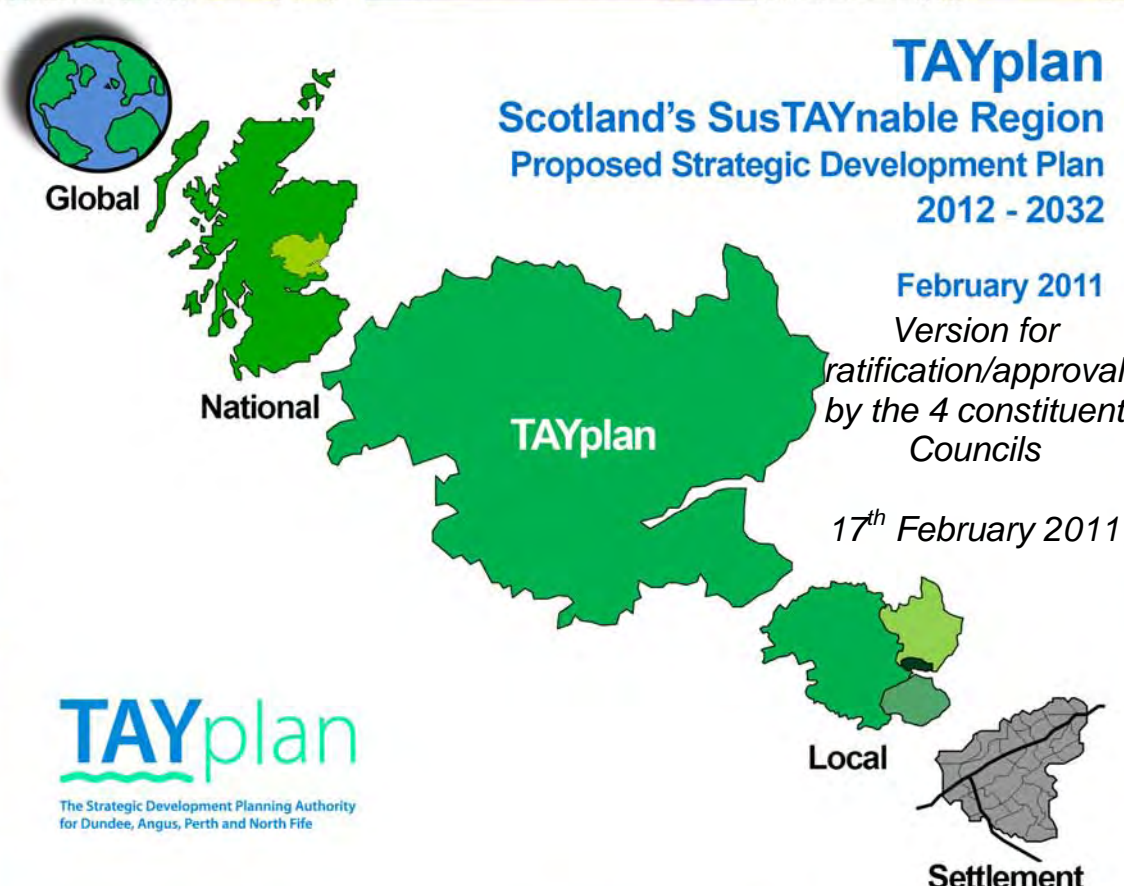 TAYplan
Scotland's SusTAYnable Region
Proposed Strategic Development Plan
2012 - 2032
February 2011
Version for
ratification/approval
by the 4 constituent
Councils
17th February 2011
Global
National
TAYplan
Local
Settlement
TAYplan
The Strategic Development Planning Authority
for Dundee, Angus, Perth and North Fife